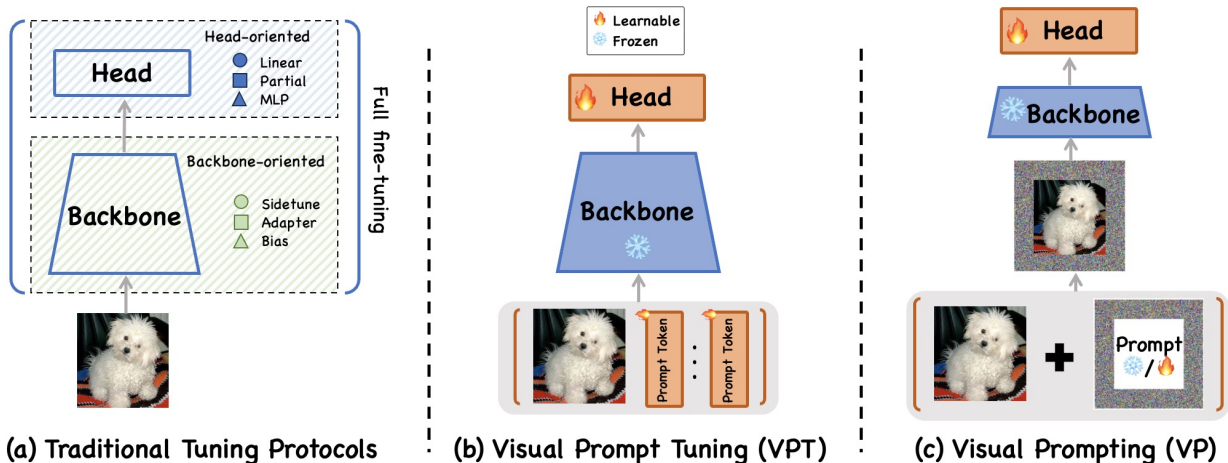 Head-oriented
Head
Linear
Partial
MLP
Backbone-oriented
Backbone
Sidetune
Adapter
Bias
Full fine-tuning
(a) Traditional Tuning Protocols
Learnable
Frozen
Head
Backbone
Prompt Token
...
Prompt Token
(b) Visual Prompt Tuning (VPT)
Head
Backbone
+
Prompt
/
(c) Visual Prompting (VP)